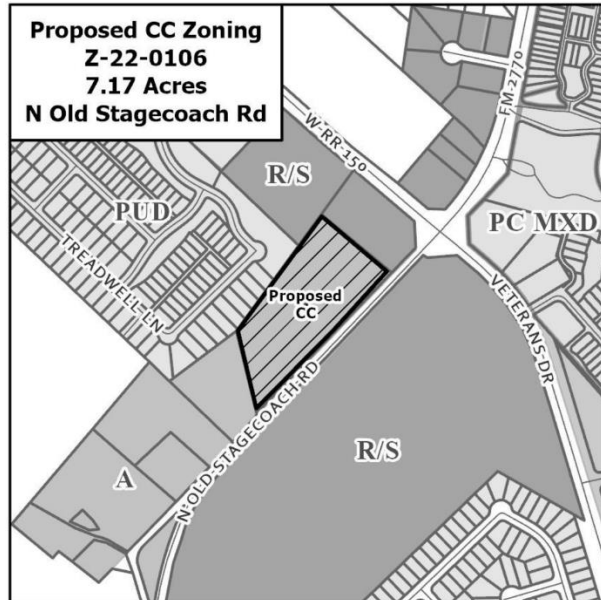 Proposed CC Zoning
Z-22-0106
7.17 Acres
N Old Stagecoach Rd
FM-2770
W-RR-150
R/S
PUD
PC MXD
TREADWELL LN
Proposed
CC
VETERANS DR
N OLD-STAGECOACH-RD
R/S
A